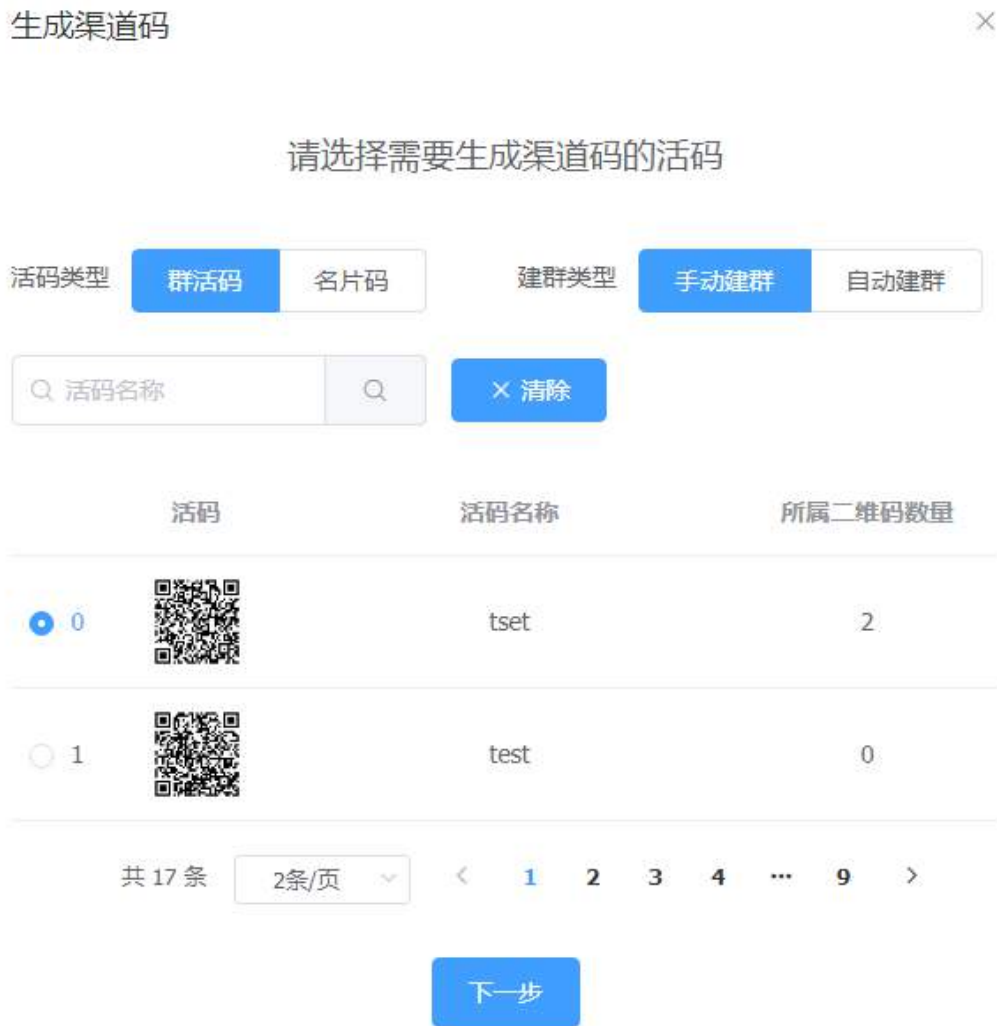 生成渠道码
请选择需要生成渠道码的活码
活码类型 群活码 名片码 建群类型 手动建群 自动建群
活码名称 × 清除
活码 活码名称 所属二维码数量
0 tset 2
1 test 0
共 17 条 2条/页 < 1 2 3 4 ··· 9 >
下一步